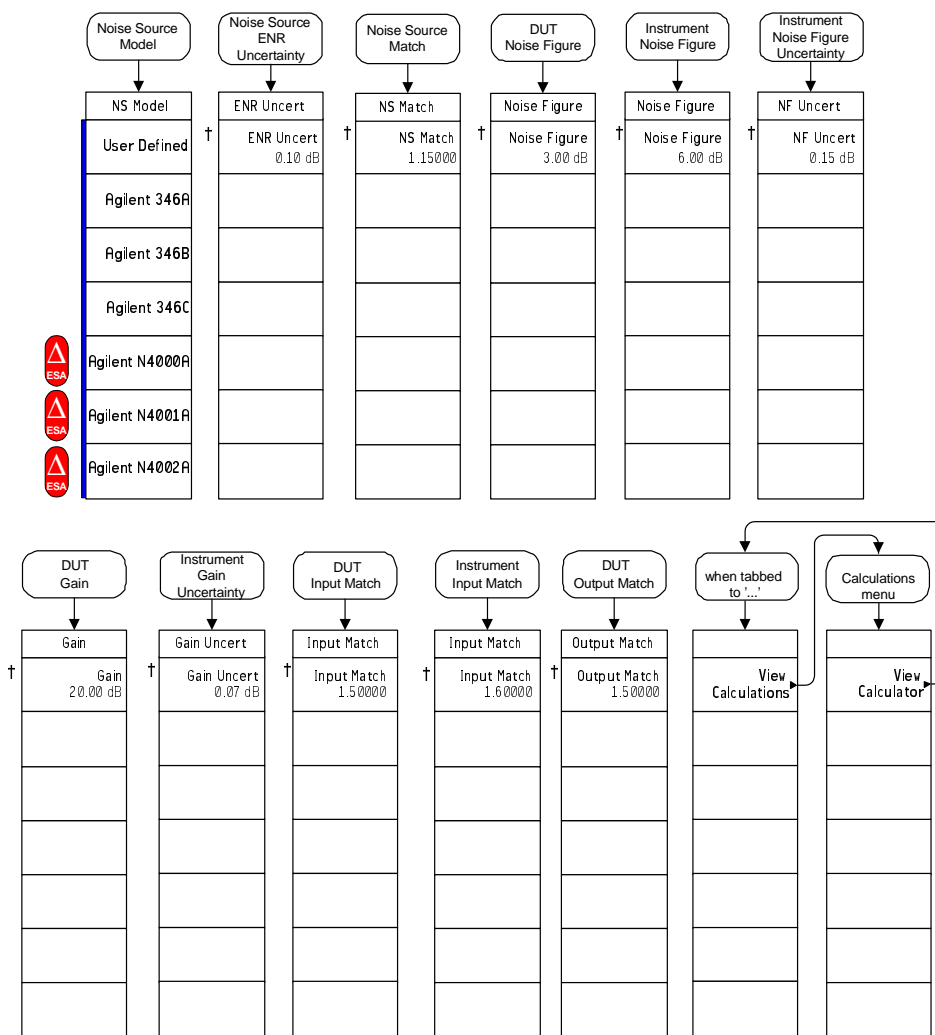 Noise Source
Model
Noise Source
ENR
Uncertainty
Noise Source
Match
DUT
Noise Figure
Instrument
Noise Figure
Instrument
Noise Figure
Uncertainty
NS Model
User Defined
Agilent 346A
Agilent 346B
Agilent 346C
Agilent N4000A
Agilent N4001A
Agilent N4002A
Δ
ESA
Δ
ESA
Δ
ESA
ENR Uncert
† ENR Uncert
0.10 dB
NS Match
† NS Match
1.15000
Noise Figure
† Noise Figure
3.00 dB
Noise Figure
† Noise Figure
6.00 dB
NF Uncert
† NF Uncert
0.15 dB
DUT
Gain
Instrument
Gain
Uncertainty
DUT
Input Match
Instrument
Input Match
DUT
Output Match
when tabbed
to '...'
Calculations
menu
Gain
† Gain
20.00 dB
Gain Uncert
† Gain Uncert
0.07 dB
Input Match
† Input Match
1.50000
Input Match
† Input Match
1.60000
Output Match
† Output Match
1.50000
View
Calculations
View
Calculator